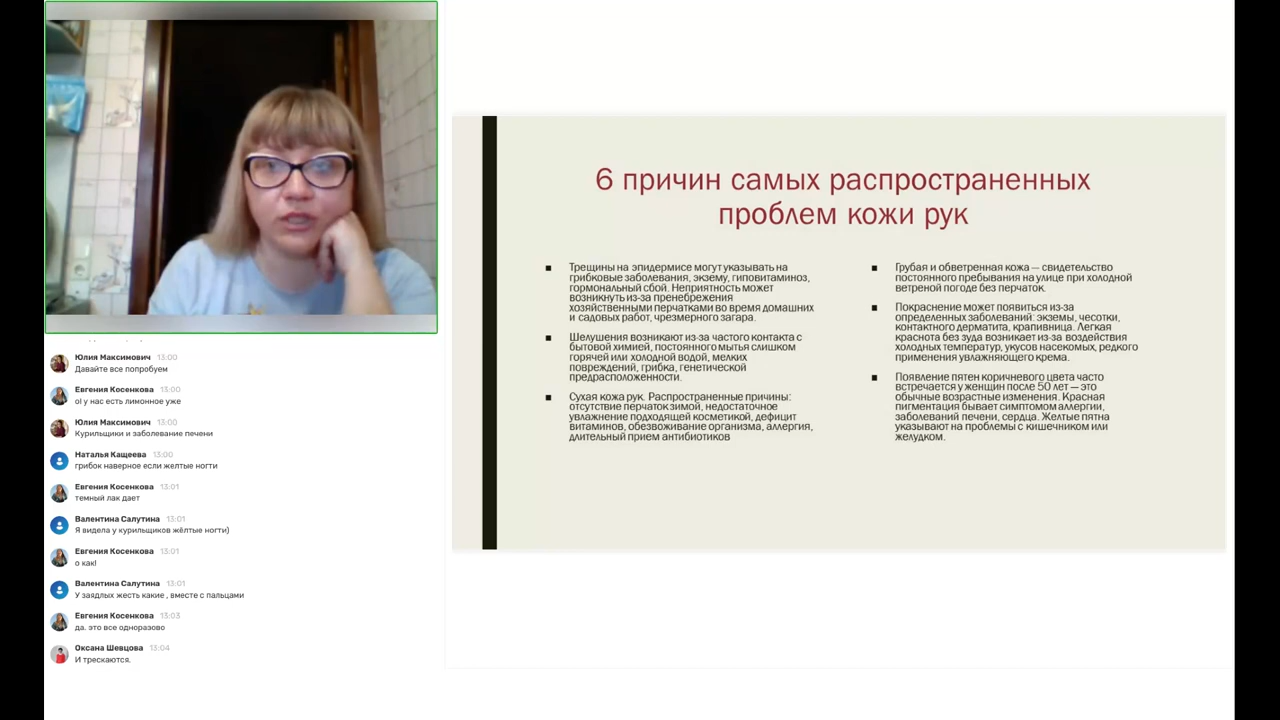 Юлия Максимович 13:00
Давайте все попробуем
Евгения Косенкова 13:00
о! у нас есть лимонное уже
Юлия Максимович 13:00
Курильщики и заболевание печени
Наталья Кащеева 13:00
грибок наверное если желтые ногти
Евгения Косенкова 13:01
темный лак дает
Валентина Салутина 13:01
Я видела у курильщиков жёлтые ногти)
Евгения Косенкова 13:01
о как!
Валентина Салутина 13:01
У заядлых жесть какие , вместе с пальцами
Евгения Косенкова 13:03
да. это все одноразово
Оксана Шевцова 13:04
И трескаются.
6 причин самых распространенных
проблем кожи рук
■ Трещины на эпидермисе могут указывать на
грибковые заболевания, экзему, гиповитаминоз,
гормональный сбой. Неприятность может
возникнуть из-за пренебрежения
хозяйственными перчатками во время домашних
и садовых работ, чрезмерного загара.
■ Шелушения возникают из-за частого контакта с
бытовой химией, постоянного мытья слишком
горячей или холодной водой, мелких
повреждений, грибка, генетической
предрасположенности.
■ Сухая кожа рук. Распространенные причины:
отсутствие перчаток зимой, недостаточное
увлажнение подходящей косметикой, дефицит
витаминов, обезвоживание организма, аллергия,
длительный прием антибиотиков
■ Грубая и обветренная кожа — свидетельство
постоянного пребывания на улице при холодной
ветреной погоде без перчаток.
■ Покраснение может появиться из-за
определенных заболеваний: экземы, чесотки,
контактного дерматита, крапивница. Легкая
краснота без зуда возникает из-за воздействия
холодных температур, укусов насекомых, редкого
применения увлажняющего крема.
■ Появление пятен коричневого цвета часто
встречается у женщин после 50 лет — это
обычные возрастные изменения. Красная
пигментация бывает симптомом аллергии,
заболеваний печени, сердца. Желтые пятна
указывают на проблемы с кишечником или
желудком.